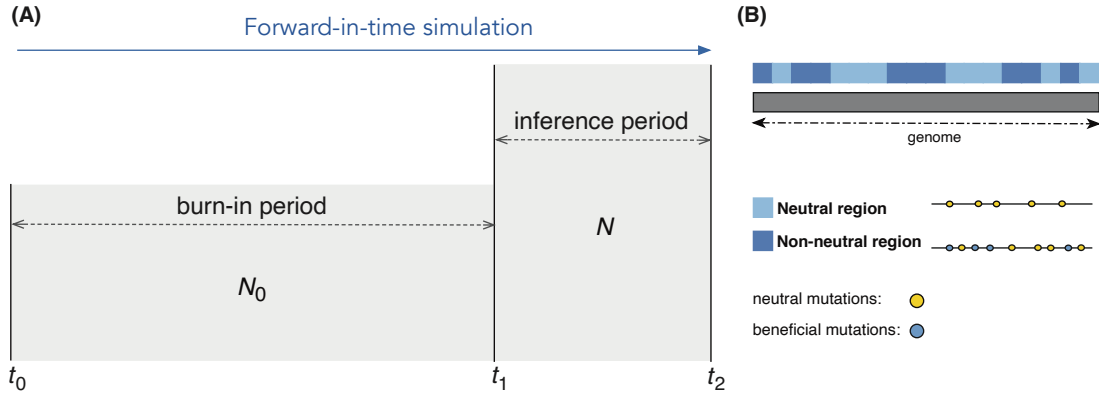 (A)
Forward-in-time simulation
inference period
burn-in period
N
N₀
t₀
t₁
t₂
(B)
genome
Neutral region
Non-neutral region
neutral mutations:
beneficial mutations: